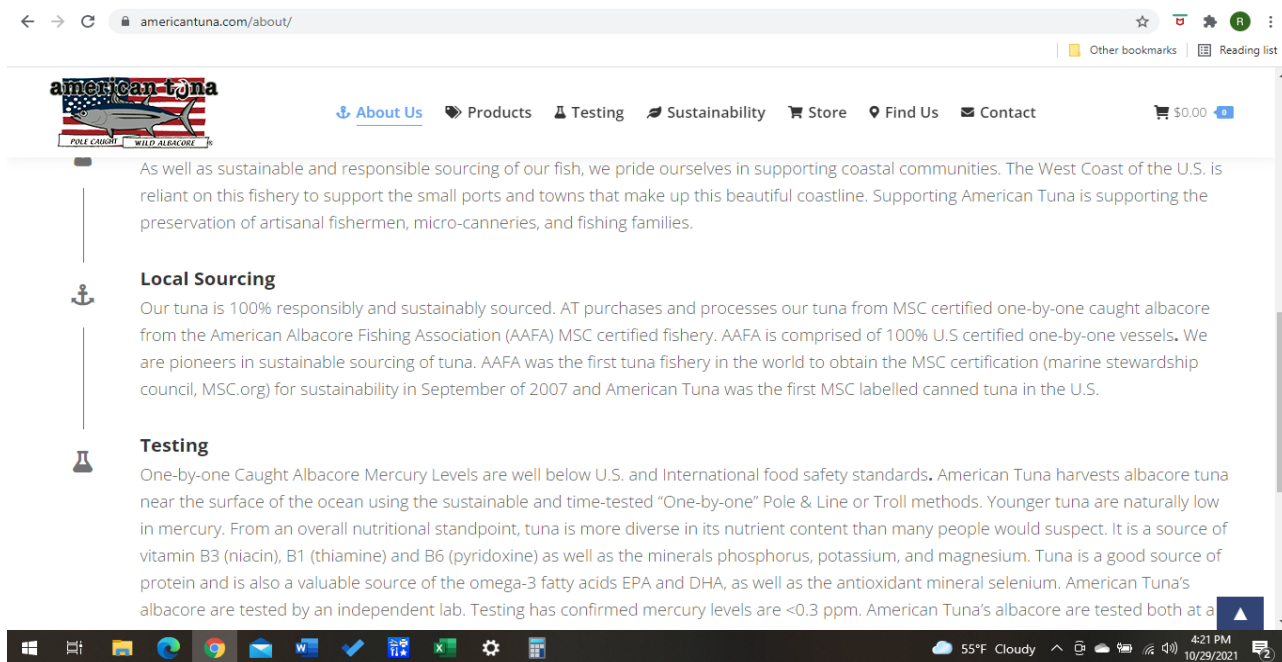 americantuna.com/about/
R
Other bookmarks
Reading list
american tuna
POLE CAUGHT WILD ALBACORE
About Us
Products
Testing
Sustainability
Store
Find Us
Contact
$0.00
0
As well as sustainable and responsible sourcing of our fish, we pride ourselves in supporting coastal communities. The West Coast of the U.S. is
reliant on this fishery to support the small ports and towns that make up this beautiful coastline. Supporting American Tuna is supporting the
preservation of artisanal fishermen, micro-canneries, and fishing families.
Local Sourcing
Our tuna is 100% responsibly and sustainably sourced. AT purchases and processes our tuna from MSC certified one-by-one caught albacore
from the American Albacore Fishing Association (AAFA) MSC certified fishery. AAFA is comprised of 100% U.S certified one-by-one vessels. We
are pioneers in sustainable sourcing of tuna. AAFA was the first tuna fishery in the world to obtain the MSC certification (marine stewardship
council, MSC.org) for sustainability in September of 2007 and American Tuna was the first MSC labelled canned tuna in the U.S.
Testing
One-by-one Caught Albacore Mercury Levels are well below U.S. and International food safety standards. American Tuna harvests albacore tuna
near the surface of the ocean using the sustainable and time-tested “One-by-one” Pole & Line or Troll methods. Younger tuna are naturally low
in mercury. From an overall nutritional standpoint, tuna is more diverse in its nutrient content than many people would suspect. It is a source of
vitamin B3 (niacin), B1 (thiamine) and B6 (pyridoxine) as well as the minerals phosphorus, potassium, and magnesium. Tuna is a good source of
protein and is also a valuable source of the omega-3 fatty acids EPA and DHA, as well as the antioxidant mineral selenium. American Tuna’s
albacore are tested by an independent lab. Testing has confirmed mercury levels are <0.3 ppm. American Tuna’s albacore are tested both at a
55°F Cloudy
4:21 PM
10/29/2021
2